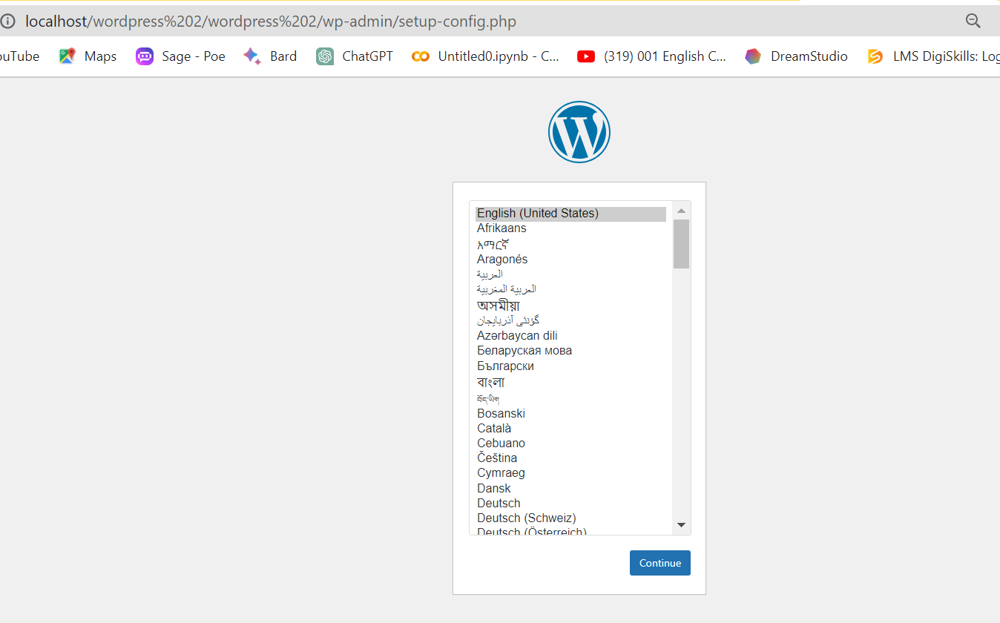 localhost/wordpress%202/wordpress%202/wp-admin/setup-config.php
ouTube Maps Sage - Poe Bard ChatGPT Untitled0.ipynb - C... (319) 001 English C... DreamStudio LMS DigiSkills: Log
English (United States)
Afrikaans
አማርኛ
Aragonés
العربية
العربية المغربية
অসমীয়া
گؤنئی آذربایجان
Azərbaycan dili
Беларуская мова
Български
বাংলা
བོད་ཡིག
Bosanski
Català
Cebuano
Čeština
Cymraeg
Dansk
Deutsch
Deutsch (Schweiz)
Deutsch (Österreich)
Continue